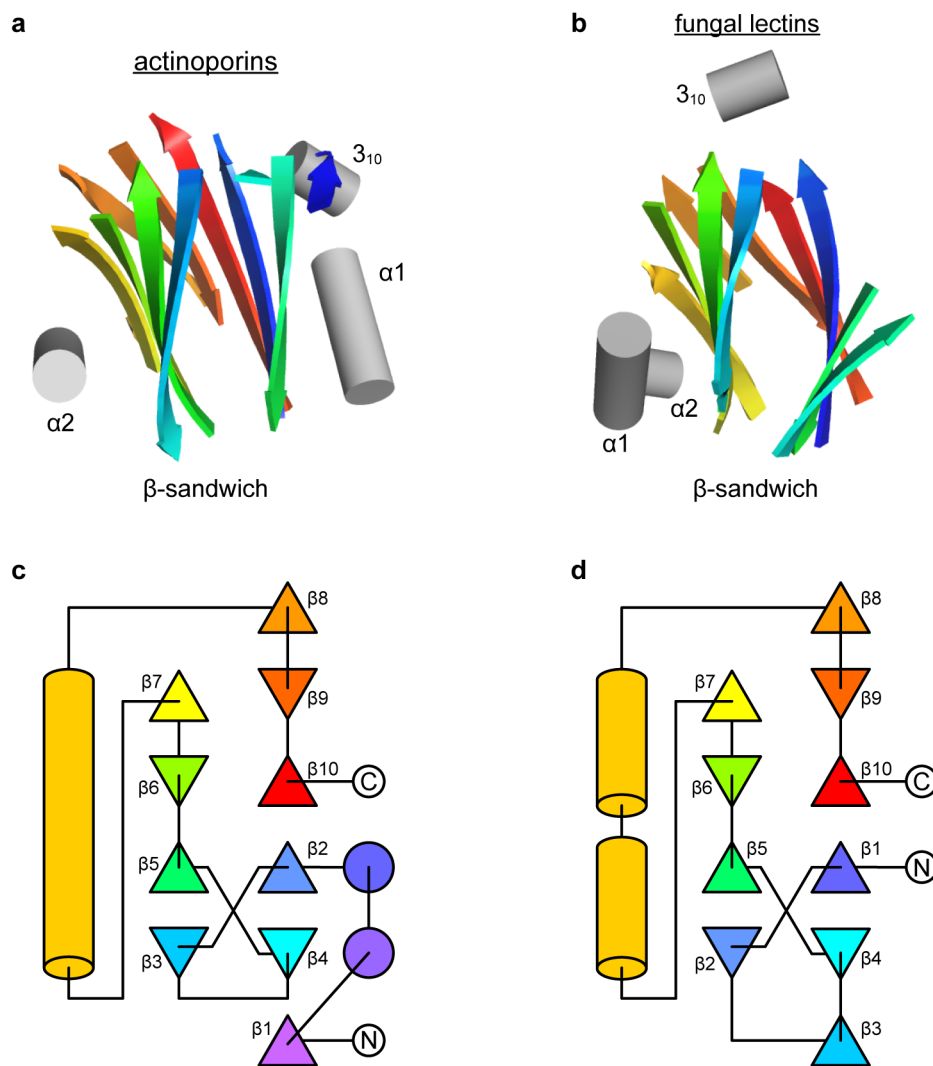 a
actinoporins
3₁₀
α1
α2
β-sandwich
b
fungal lectins
3₁₀
α1
α2
β-sandwich
c
β8
β7
β9
β6
β10
C
β5
β2
β3
β4
β1
N
d
β8
β7
β9
β6
β10
C
β5
β1
N
β2
β4
β3